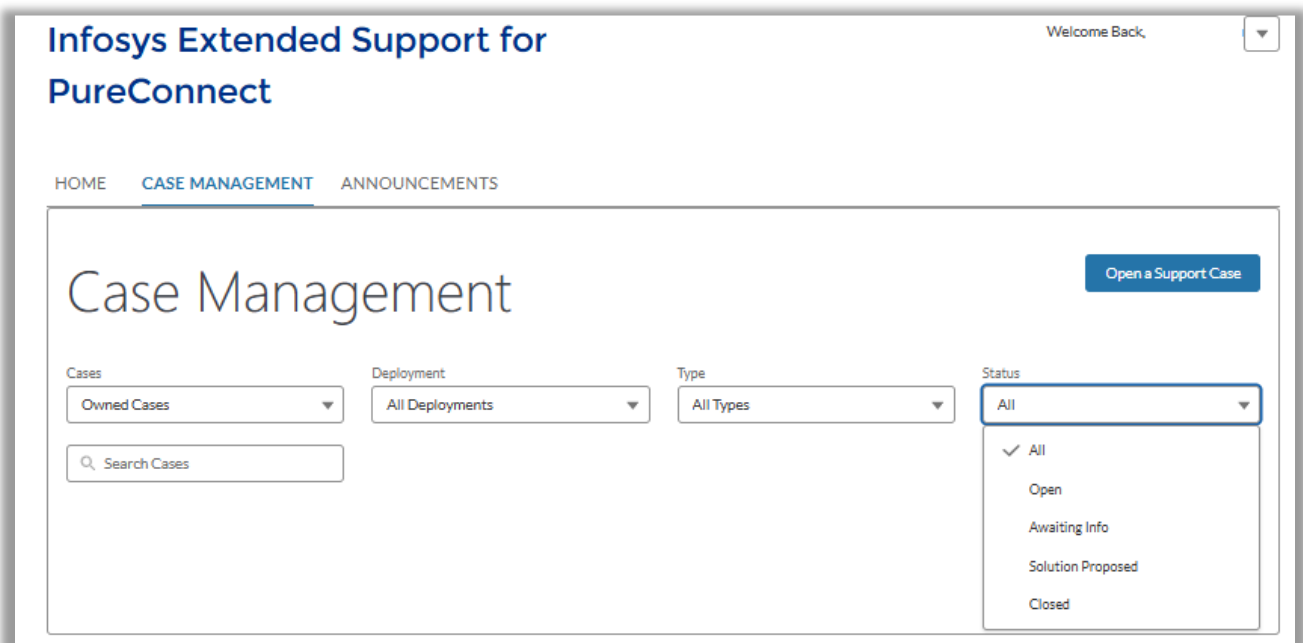 Infosys Extended Support for
PureConnect
Welcome Back,
HOME CASE MANAGEMENT ANNOUNCEMENTS
Case Management
Open a Support Case
Cases Deployment Type Status
Owned Cases All Deployments All Types All
Search Cases
All
Open
Awaiting Info
Solution Proposed
Closed